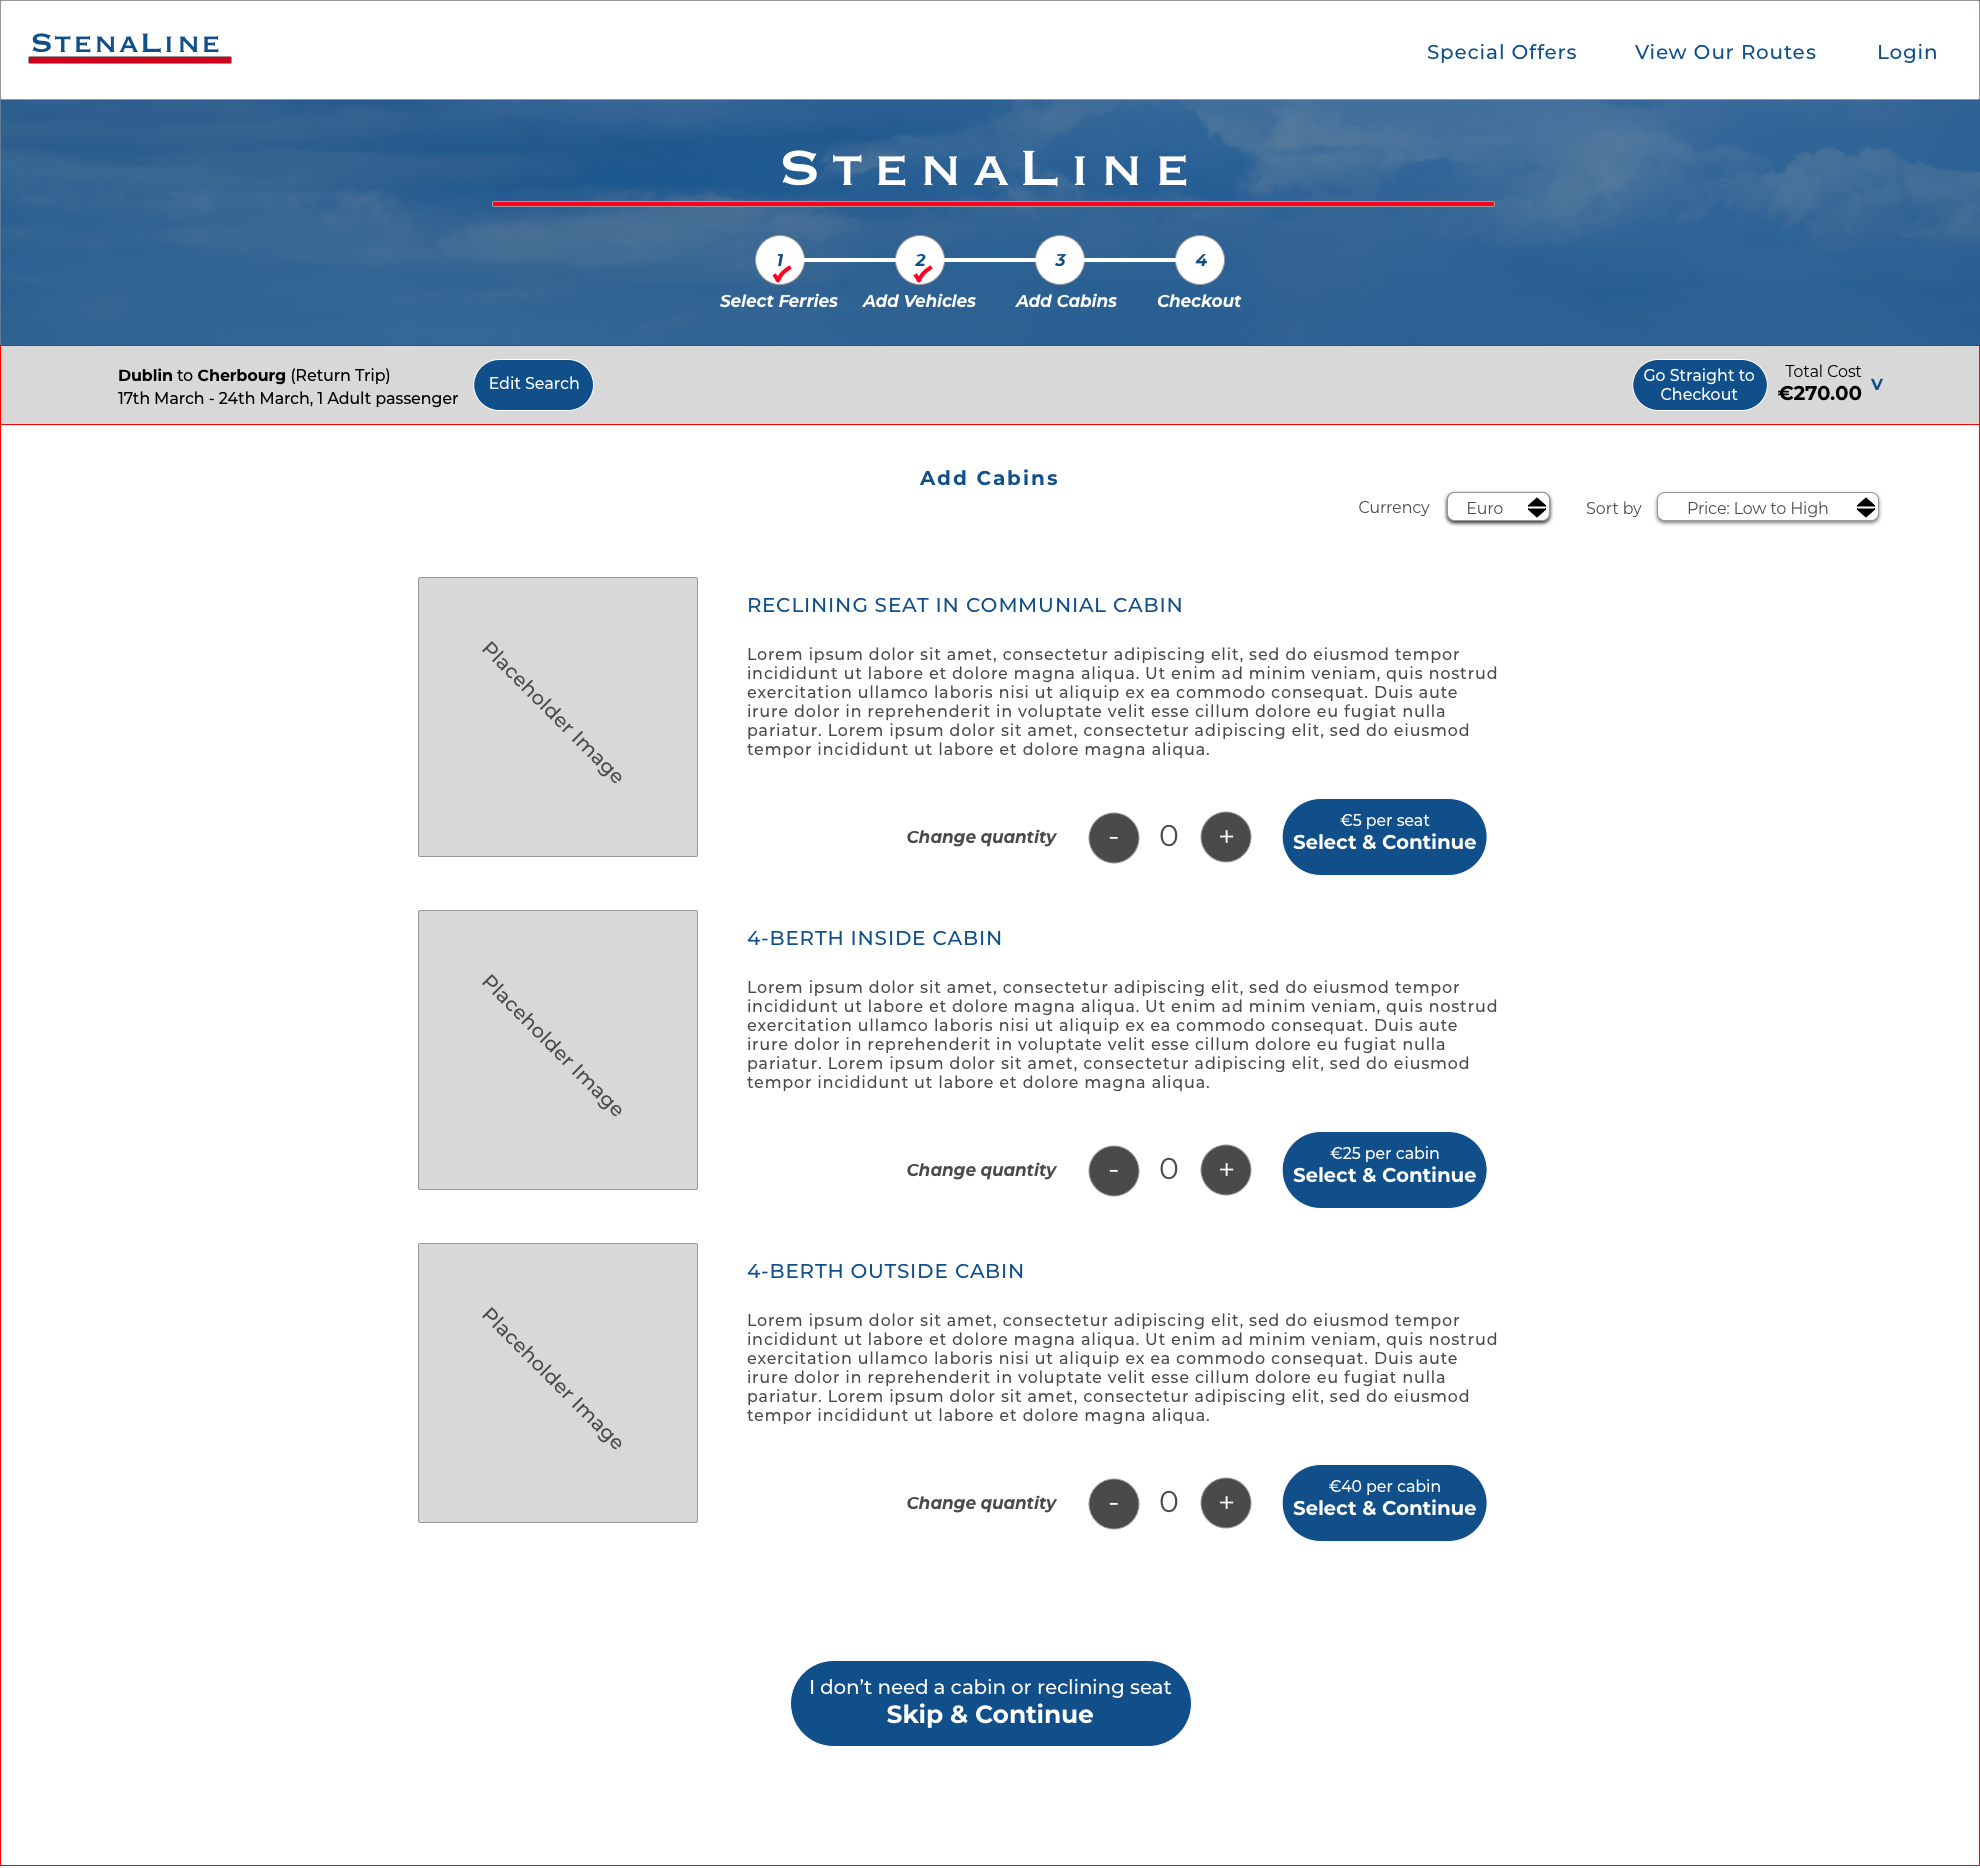 STENALINE
Special Offers View Our Routes Login
STENALINE
1 2 3 4
Select Ferries Add Vehicles Add Cabins Checkout
Dublin to Cherbourg (Return Trip)
17th March - 24th March, 1 Adult passenger
Edit Search
Go Straight to
Checkout
Total Cost
€270.00 V
Add Cabins
Currency Euro Sort by Price: Low to High
Placeholder Image
RECLINING SEAT IN COMMUNIAL CABIN
Lorem ipsum dolor sit amet, consectetur adipiscing elit, sed do eiusmod tempor
incididunt ut labore et dolore magna aliqua. Ut enim ad minim veniam, quis nostrud
exercitation ullamco laboris nisi ut aliquip ex ea commodo consequat. Duis aute
irure dolor in reprehenderit in voluptate velit esse cillum dolore eu fugiat nulla
pariatur. Lorem ipsum dolor sit amet, consectetur adipiscing elit, sed do eiusmod
tempor incididunt ut labore et dolore magna aliqua.
Change quantity - 0 +
€5 per seat
Select & Continue
Placeholder Image
4-BERTH INSIDE CABIN
Lorem ipsum dolor sit amet, consectetur adipiscing elit, sed do eiusmod tempor
incididunt ut labore et dolore magna aliqua. Ut enim ad minim veniam, quis nostrud
exercitation ullamco laboris nisi ut aliquip ex ea commodo consequat. Duis aute
irure dolor in reprehenderit in voluptate velit esse cillum dolore eu fugiat nulla
pariatur. Lorem ipsum dolor sit amet, consectetur adipiscing elit, sed do eiusmod
tempor incididunt ut labore et dolore magna aliqua.
Change quantity - 0 +
€25 per cabin
Select & Continue
Placeholder Image
4-BERTH OUTSIDE CABIN
Lorem ipsum dolor sit amet, consectetur adipiscing elit, sed do eiusmod tempor
incididunt ut labore et dolore magna aliqua. Ut enim ad minim veniam, quis nostrud
exercitation ullamco laboris nisi ut aliquip ex ea commodo consequat. Duis aute
irure dolor in reprehenderit in voluptate velit esse cillum dolore eu fugiat nulla
pariatur. Lorem ipsum dolor sit amet, consectetur adipiscing elit, sed do eiusmod
tempor incididunt ut labore et dolore magna aliqua.
Change quantity - 0 +
€40 per cabin
Select & Continue
I don’t need a cabin or reclining seat
Skip & Continue